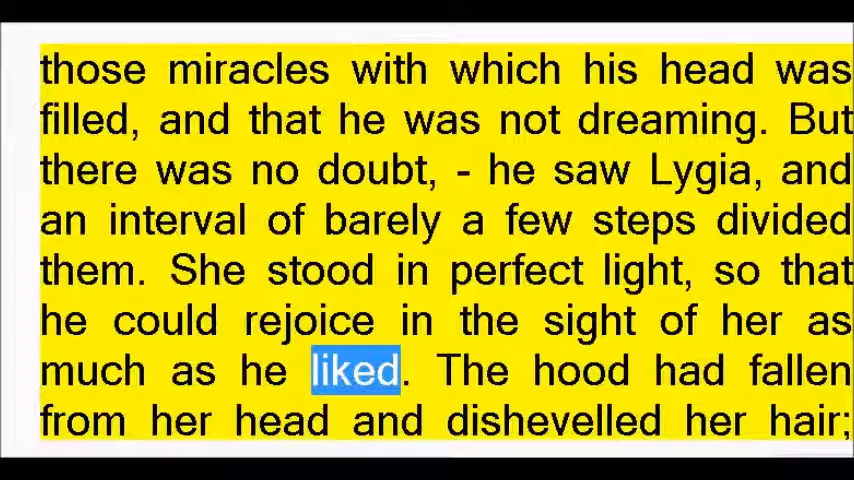 those miracles with which his head was
filled, and that he was not dreaming. But
there was no doubt, - he saw Lygia, and
an interval of barely a few steps divided
them. She stood in perfect light, so that
he could rejoice in the sight of her as
much as he liked. The hood had fallen
from her head and dishevelled her hair;